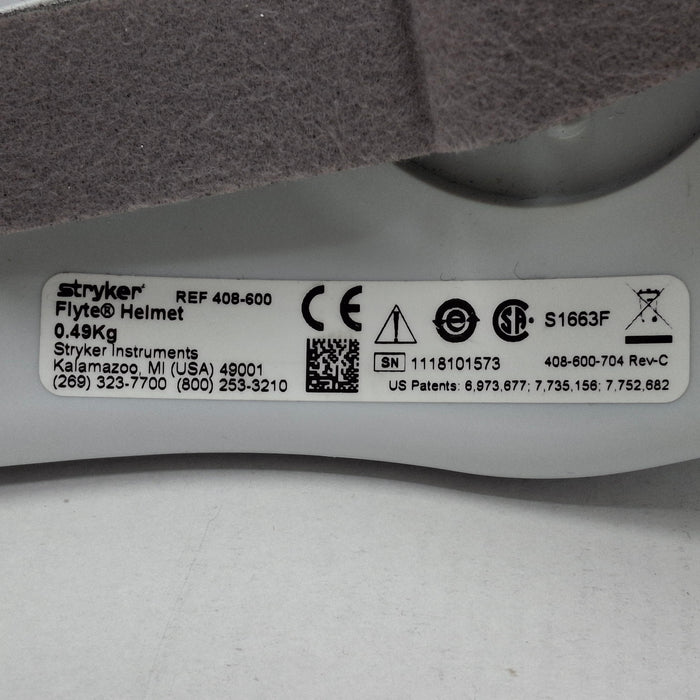 stryker® REF 408-600
Flyte® Helmet
0.49Kg
Stryker Instruments
Kalamazoo, MI (USA) 49001
(269) 323-7700 (800) 253-3210
CE
e SA® S1663F
SN 1118101573 408-600-704 Rev-C
US Patents: 6,973,677; 7,735,156; 7,752,682